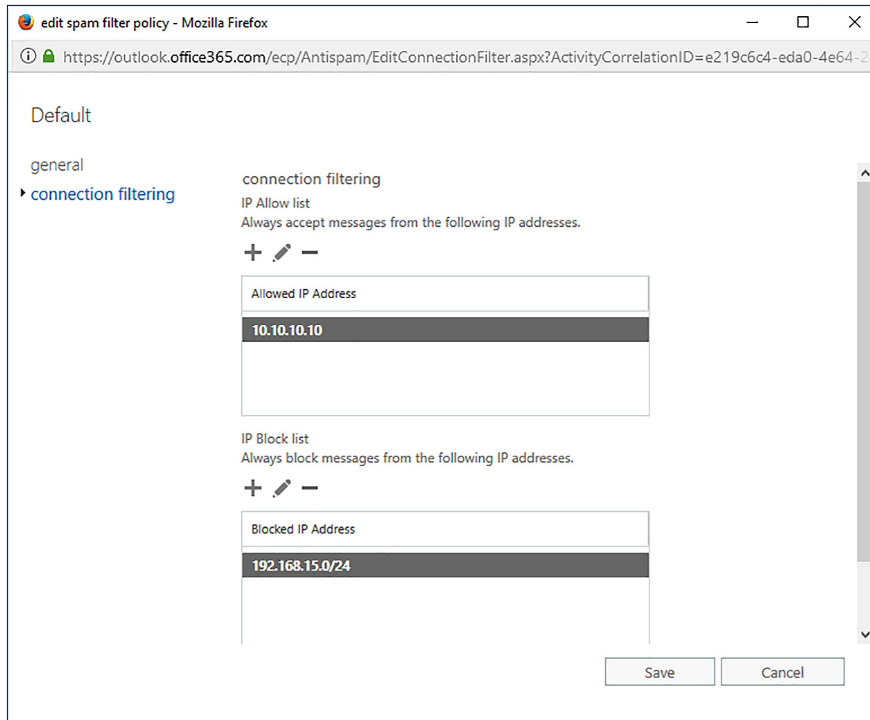 edit spam filter policy - Mozilla Firefox
https://outlook.office365.com/ecp/Antispam/EditConnectionFilter.aspx?ActivityCorrelationID=e219c6c4-eda0-4e64-2
Default
general
connection filtering
connection filtering
IP Allow list
Always accept messages from the following IP addresses.
Allowed IP Address
10.10.10.10
IP Block list
Always block messages from the following IP addresses.
Blocked IP Address
192.168.15.0/24
Save
Cancel